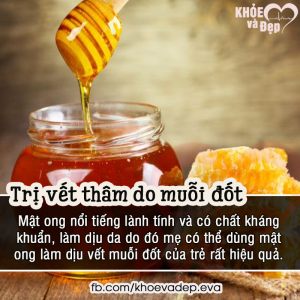 KHỎE
và ĐẸP
Trị vết thâm do muỗi đốt
Mật ong nổi tiếng lành tính và có chất kháng
khuẩn, làm dịu da do đó mẹ có thể dùng mật
ong làm dịu vết muỗi đốt của trẻ rất hiệu quả.
fb.com/khoevadep.eva